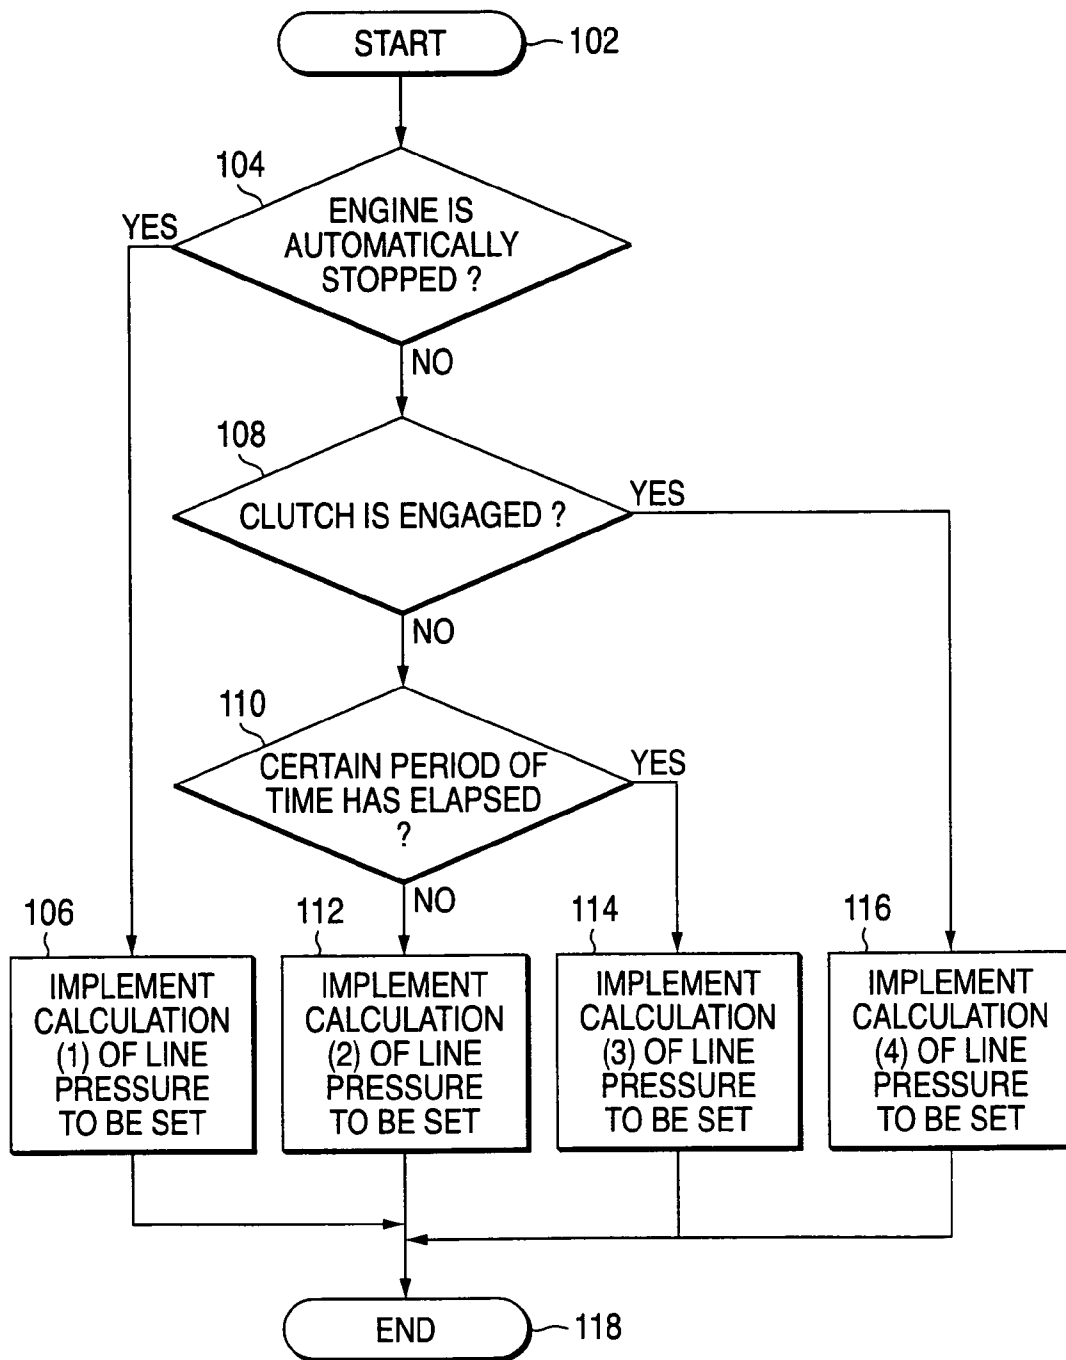 START
102
104
YES
ENGINE IS
AUTOMATICALLY
STOPPED ?
NO
108
CLUTCH IS ENGAGED ?
YES
NO
110
CERTAIN PERIOD OF
TIME HAS ELAPSED
?
YES
NO
106
IMPLEMENT
CALCULATION
(1) OF LINE
PRESSURE
TO BE SET
112
IMPLEMENT
CALCULATION
(2) OF LINE
PRESSURE
TO BE SET
114
IMPLEMENT
CALCULATION
(3) OF LINE
PRESSURE
TO BE SET
116
IMPLEMENT
CALCULATION
(4) OF LINE
PRESSURE
TO BE SET
END
118